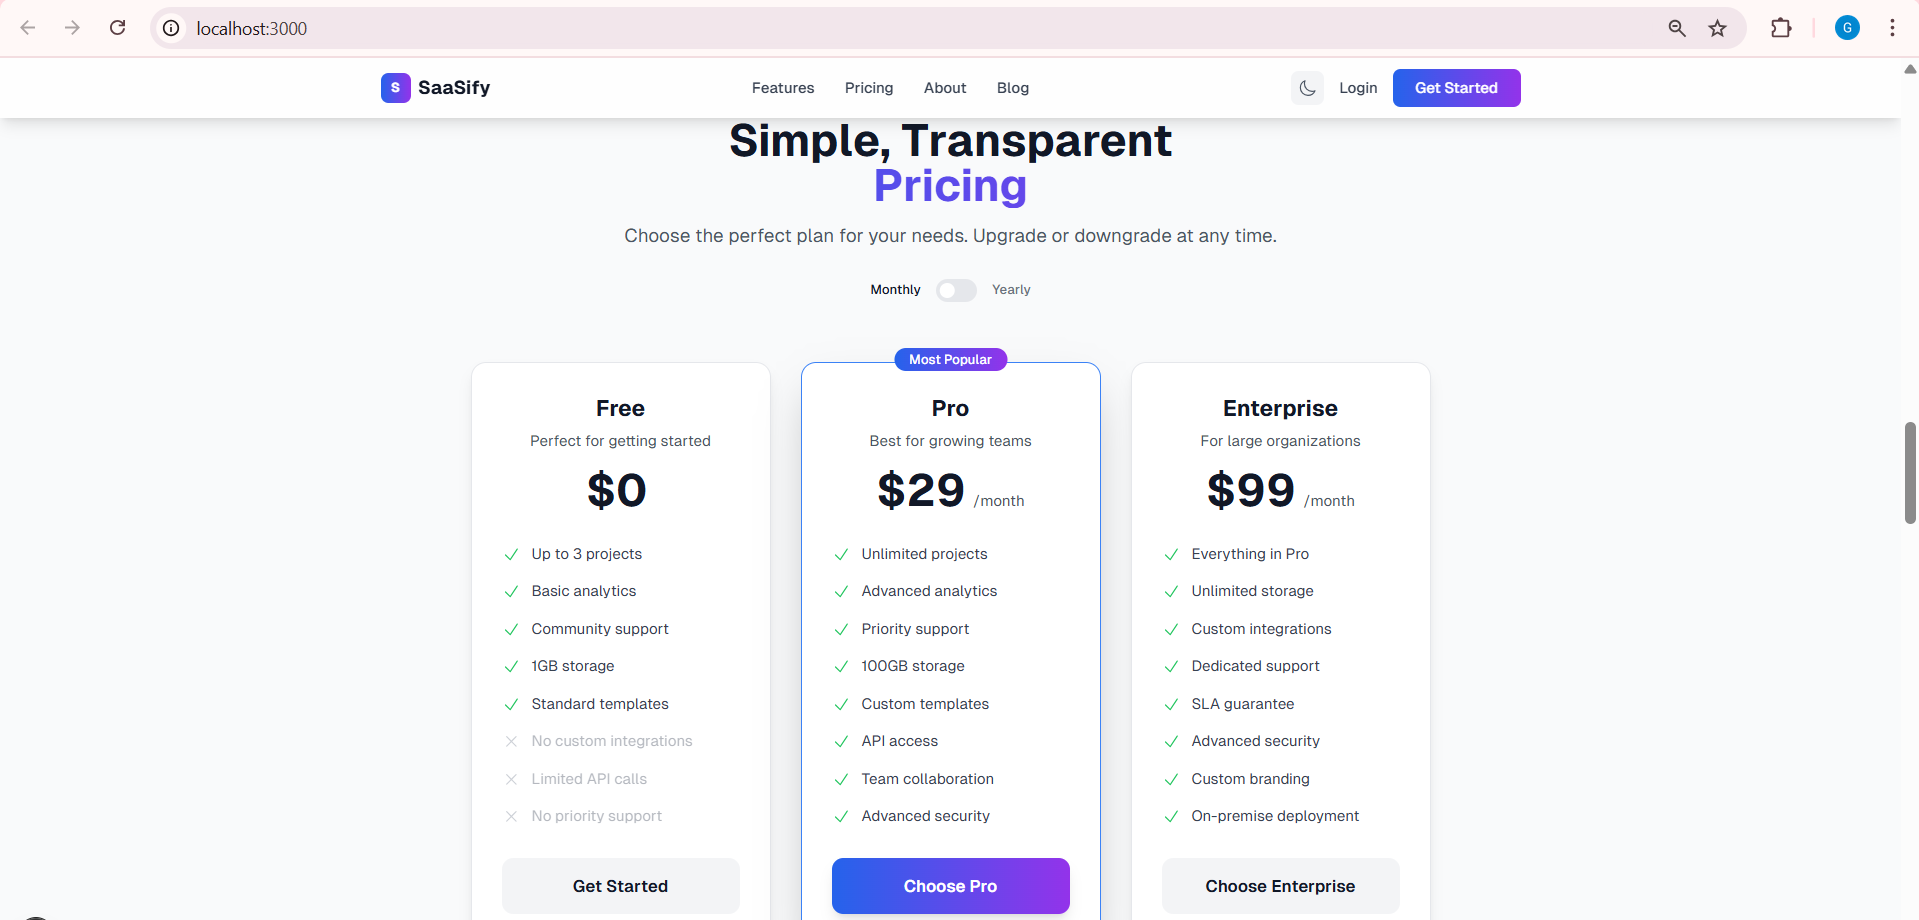 localhost:3000
G
S SaaSify
Features Pricing About Blog
Login Get Started
Simple, Transparent
Pricing
Choose the perfect plan for your needs. Upgrade or downgrade at any time.
Monthly Yearly
Free
Perfect for getting started
$0
Up to 3 projects
Basic analytics
Community support
1GB storage
Standard templates
No custom integrations
Limited API calls
No priority support
Get Started
Most Popular
Pro
Best for growing teams
$29 /month
Unlimited projects
Advanced analytics
Priority support
100GB storage
Custom templates
API access
Team collaboration
Advanced security
Choose Pro
Enterprise
For large organizations
$99 /month
Everything in Pro
Unlimited storage
Custom integrations
Dedicated support
SLA guarantee
Advanced security
Custom branding
On-premise deployment
Choose Enterprise